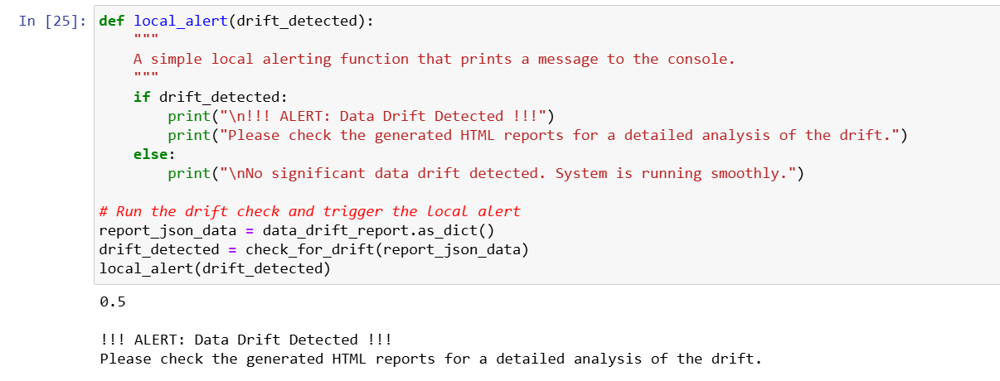 In [25]: def local_alert(drift_detected):
    """
    A simple local alerting function that prints a message to the console.
    """
    if drift_detected:
        print("\n!!! ALERT: Data Drift Detected !!!")
        print("Please check the generated HTML reports for a detailed analysis of the drift.")
    else:
        print("\nNo significant data drift detected. System is running smoothly.")

# Run the drift check and trigger the local alert
report_json_data = data_drift_report.as_dict()
drift_detected = check_for_drift(report_json_data)
local_alert(drift_detected)
0.5

!!! ALERT: Data Drift Detected !!!
Please check the generated HTML reports for a detailed analysis of the drift.